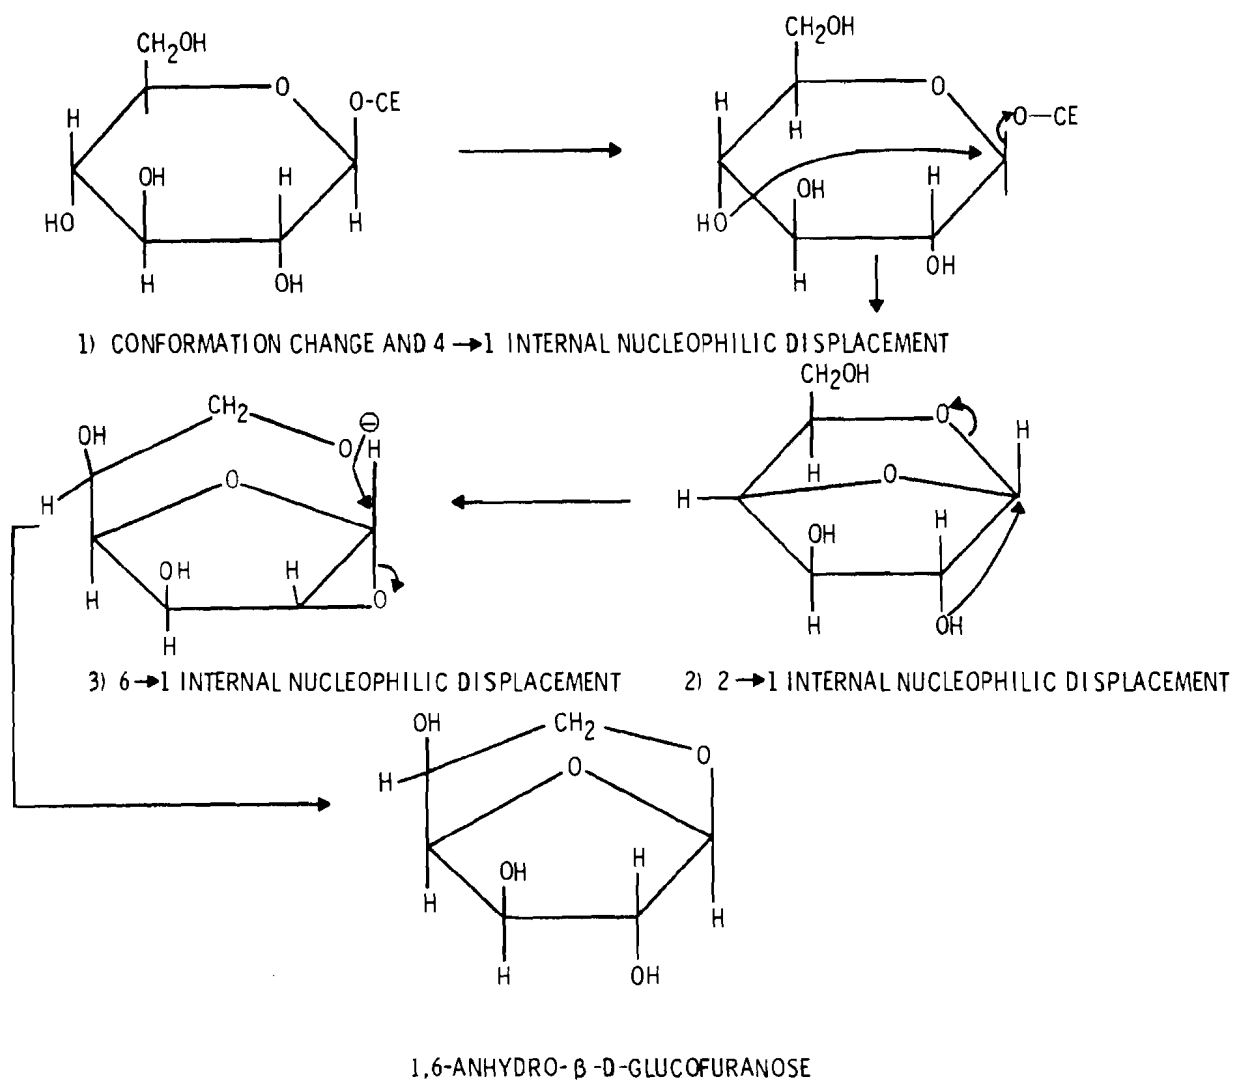 CH2OH
O
O-CE
H
OH
H
HO
H
H
OH
CH2OH
O
O—CE
H
H
OH
H
HO
H
OH
1) CONFORMATION CHANGE AND 4→1 INTERNAL NUCLEOPHILIC DISPLACEMENT
CH2
⊖
OH
O
H
O
H
OH
H
H
O
H
CH2OH
O
H
H
O
H
OH
H
H
OH
3) 6→1 INTERNAL NUCLEOPHILIC DISPLACEMENT
2) 2→1 INTERNAL NUCLEOPHILIC DISPLACEMENT
OH
CH2
O
H
O
OH
H
H
H
H
OH
1,6-ANHYDRO-β-D-GLUCOFURANOSE